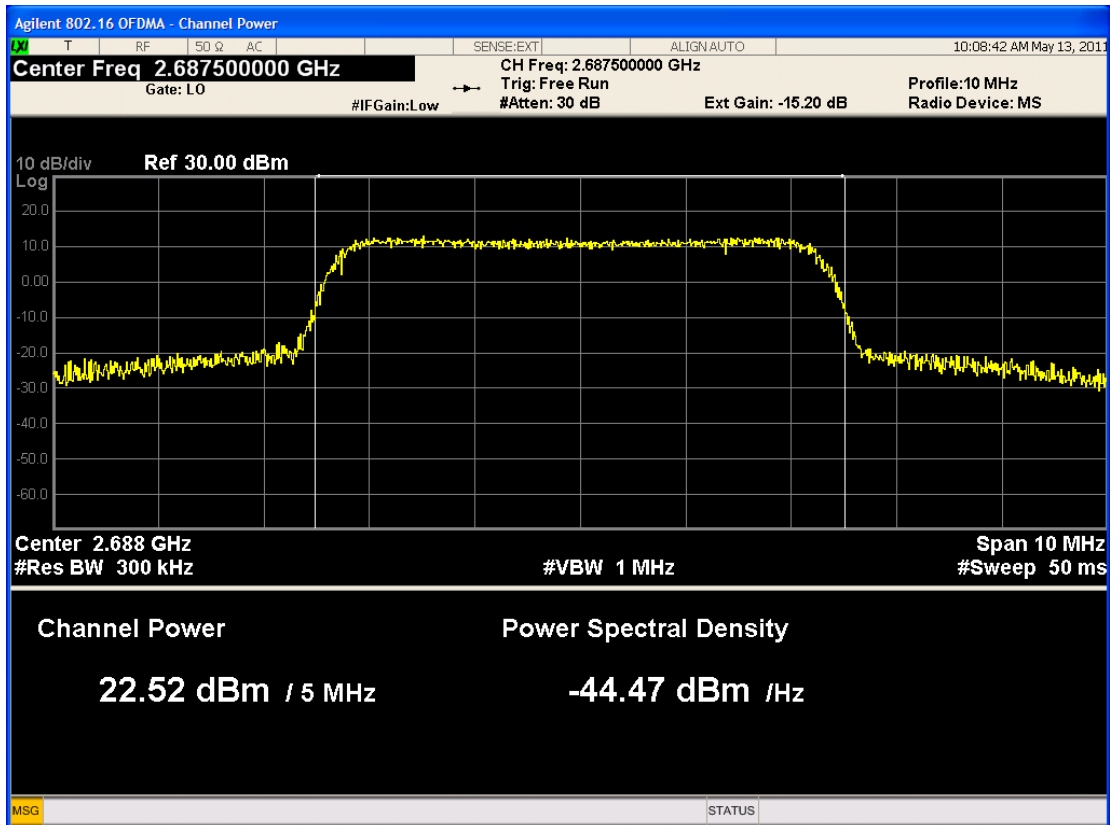 Agilent 802.16 OFDMA - Channel Power
LXI T RF 50 Ω AC SENSE:EXT ALIGNAUTO 10:08:42 AM May 13, 2011
Center Freq 2.687500000 GHz CH Freq: 2.687500000 GHz
Gate: LO Trig: Free Run Profile:10 MHz
#IFGain:Low #Atten: 30 dB Ext Gain: -15.20 dB Radio Device: MS
10 dB/div Ref 30.00 dBm
Log
20.0
10.0
0.00
-10.0
-20.0
-30.0
-40.0
-50.0
-60.0
Center 2.688 GHz Span 10 MHz
#Res BW 300 kHz #VBW 1 MHz #Sweep 50 ms
Channel Power Power Spectral Density
22.52 dBm / 5 MHz -44.47 dBm /Hz
MSG STATUS